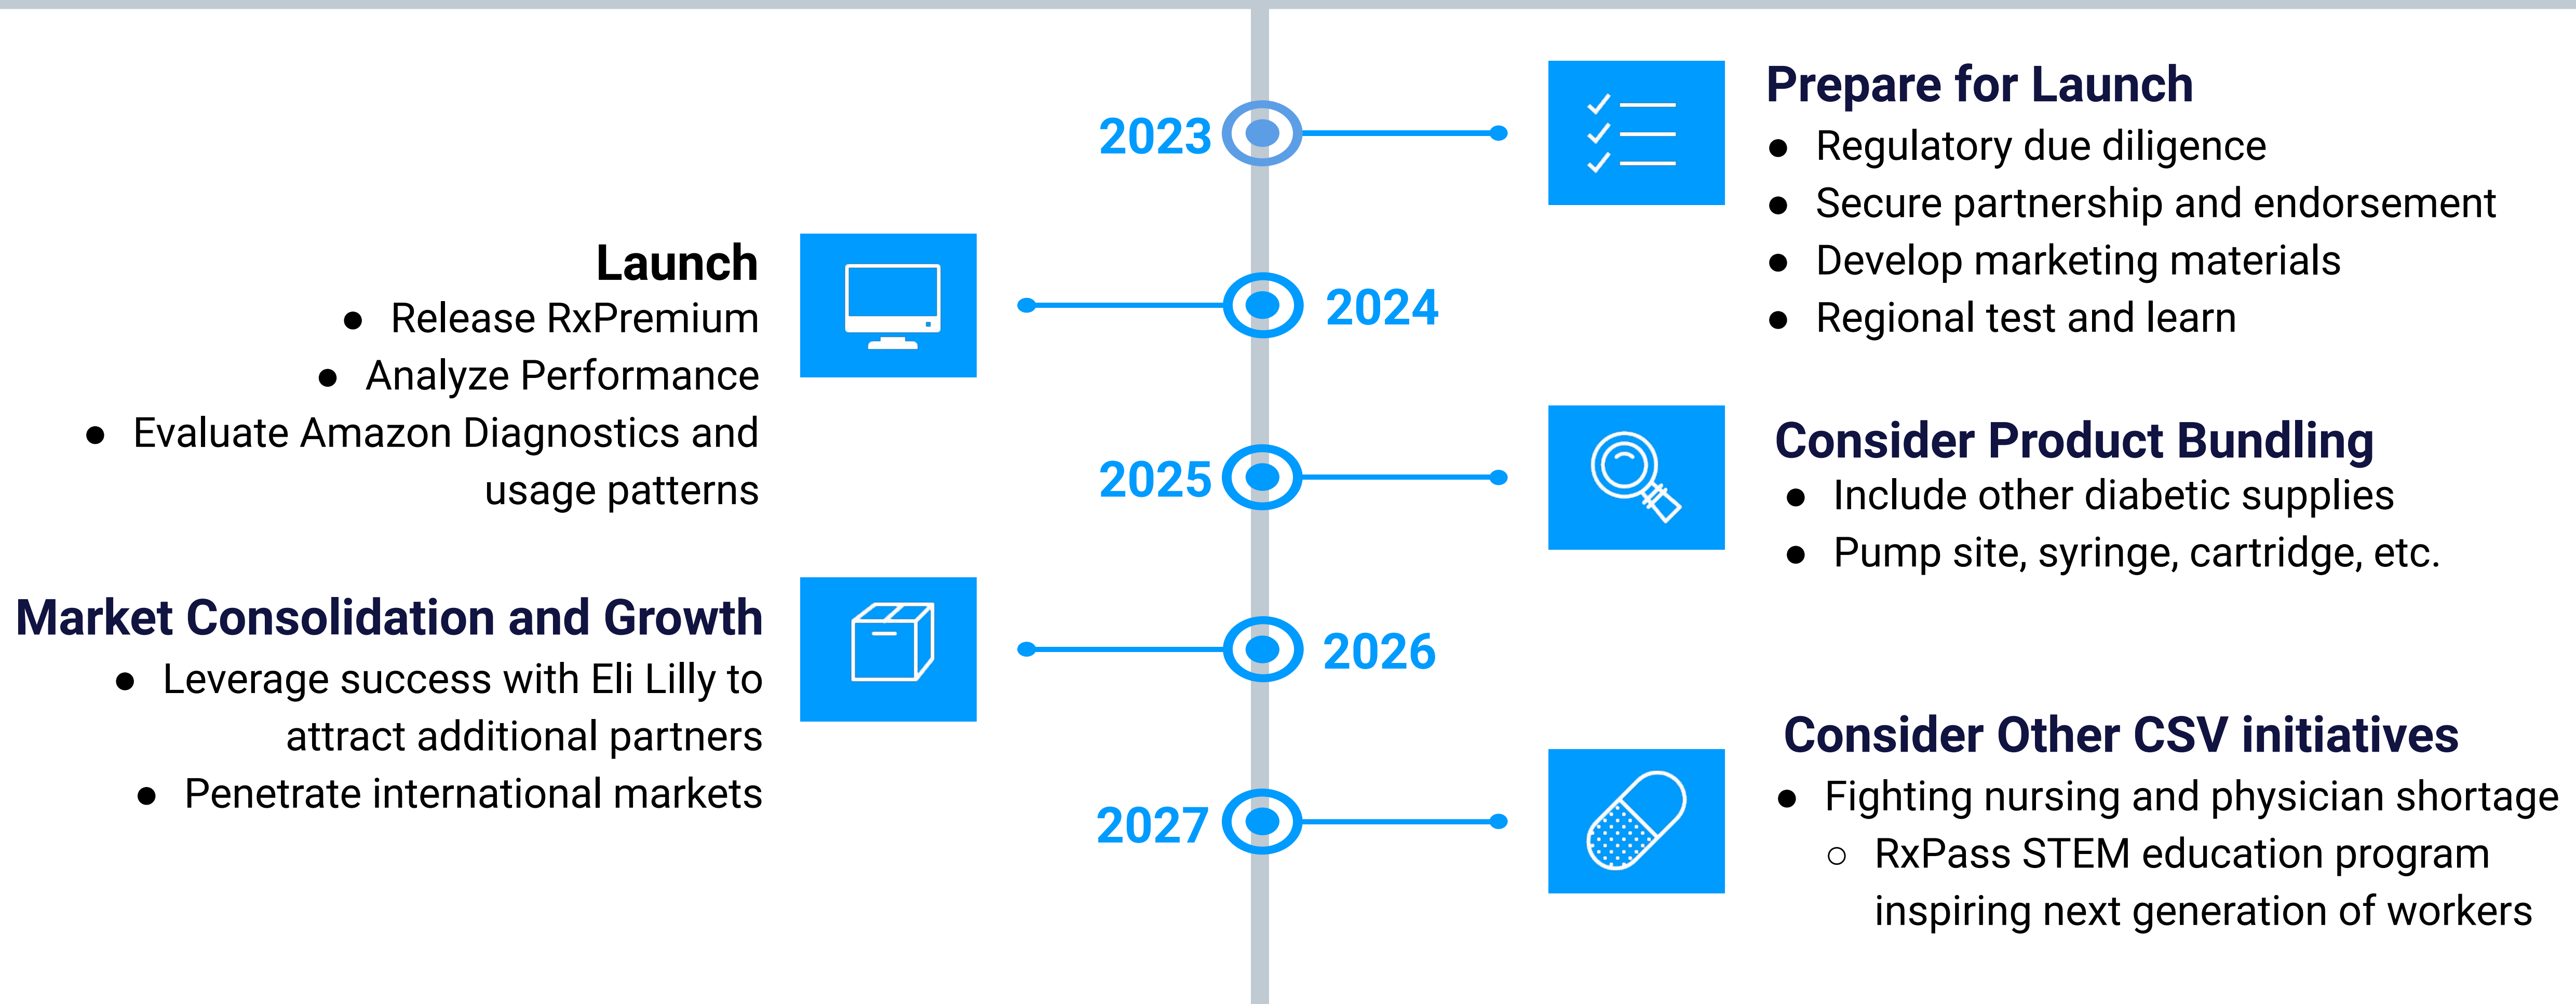 2023
Prepare for Launch
● Regulatory due diligence
● Secure partnership and endorsement
● Develop marketing materials
● Regional test and learn
Launch
● Release RxPremium
● Analyze Performance
● Evaluate Amazon Diagnostics and
usage patterns
2024
2025
Consider Product Bundling
● Include other diabetic supplies
● Pump site, syringe, cartridge, etc.
Market Consolidation and Growth
● Leverage success with Eli Lilly to
attract additional partners
● Penetrate international markets
2026
2027
Consider Other CSV initiatives
● Fighting nursing and physician shortage
○ RxPass STEM education program
inspiring next generation of workers